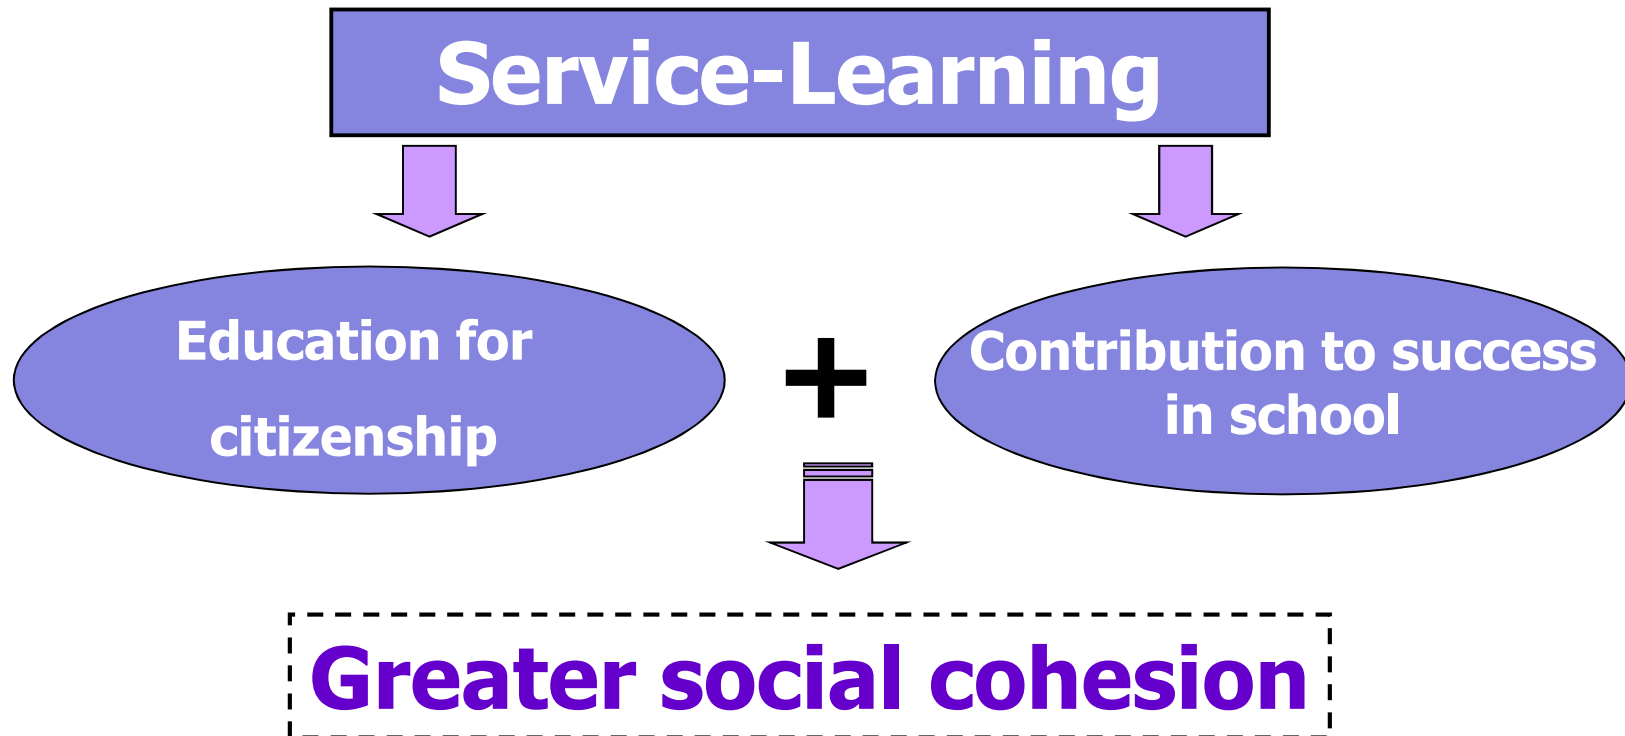 Service-Learning
Education for
citizenship
+
Contribution to success
in school
Greater social cohesion